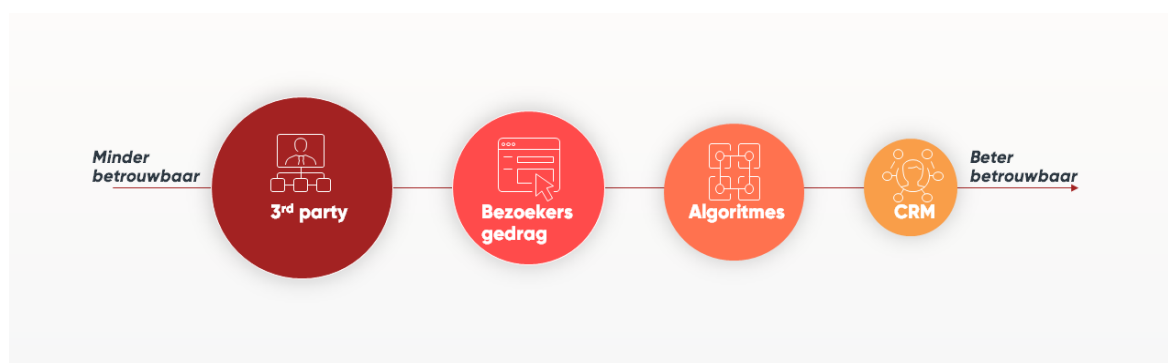 Minder
betrouwbaar
3rd party
Bezoekers
gedrag
Algoritmes
CRM
Beter
betrouwbaar